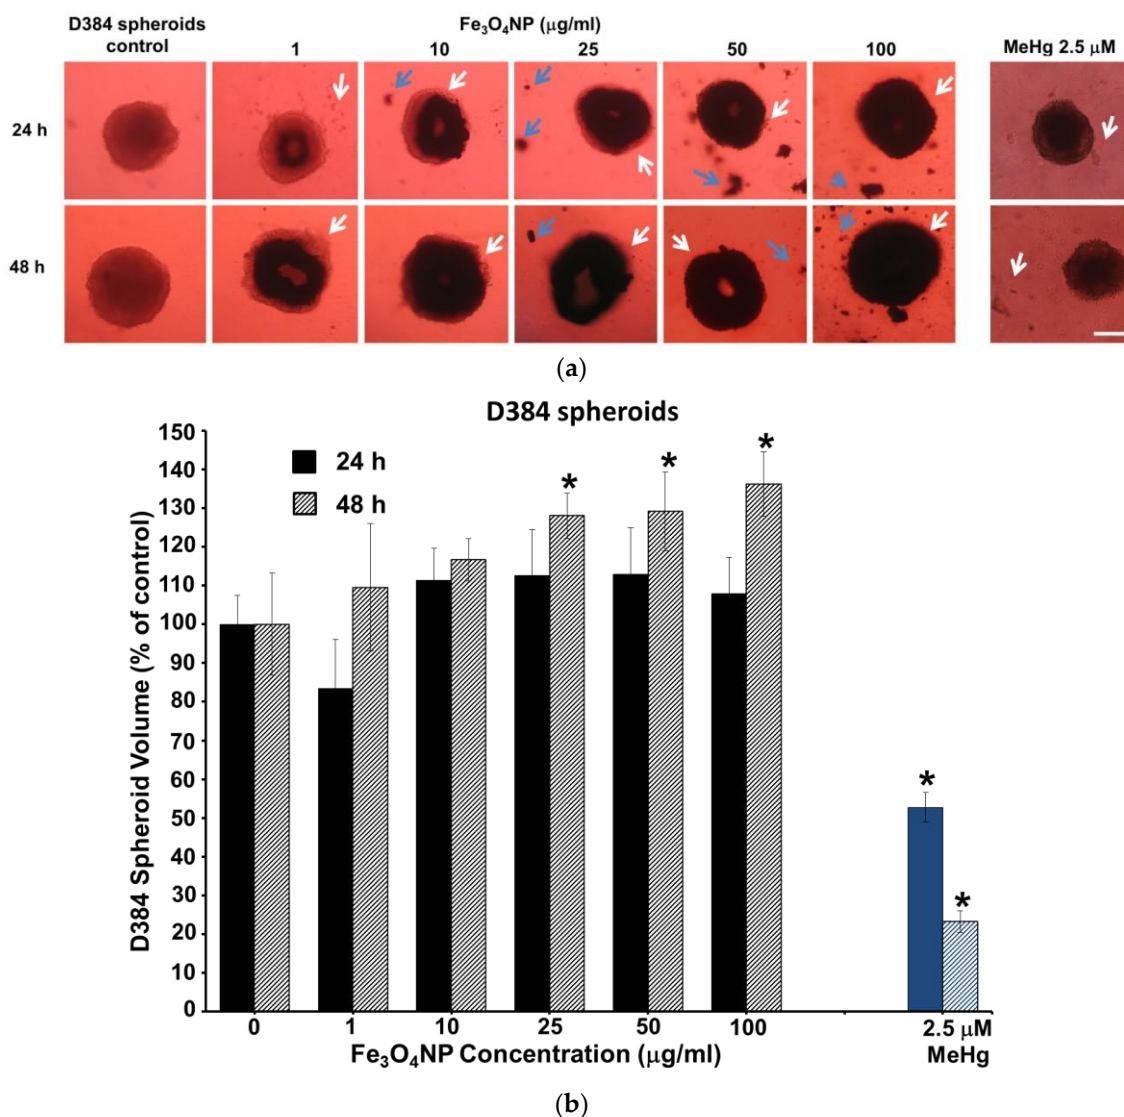 D384 spheroids
control
Fe₃O₄NP (μg/ml)
1 10 25 50 100
MeHg 2.5 μM
24 h
48 h
(a)
D384 spheroids
D384 Spheroid Volume (% of control)
150
140
130
120
110
100
90
80
70
60
50
40
30
20
10
0
24 h
48 h
*
*
*
*
*
0 1 10 25 50 100 2.5 μM
MeHg
Fe₃O₄NP Concentration (μg/ml)
(b)